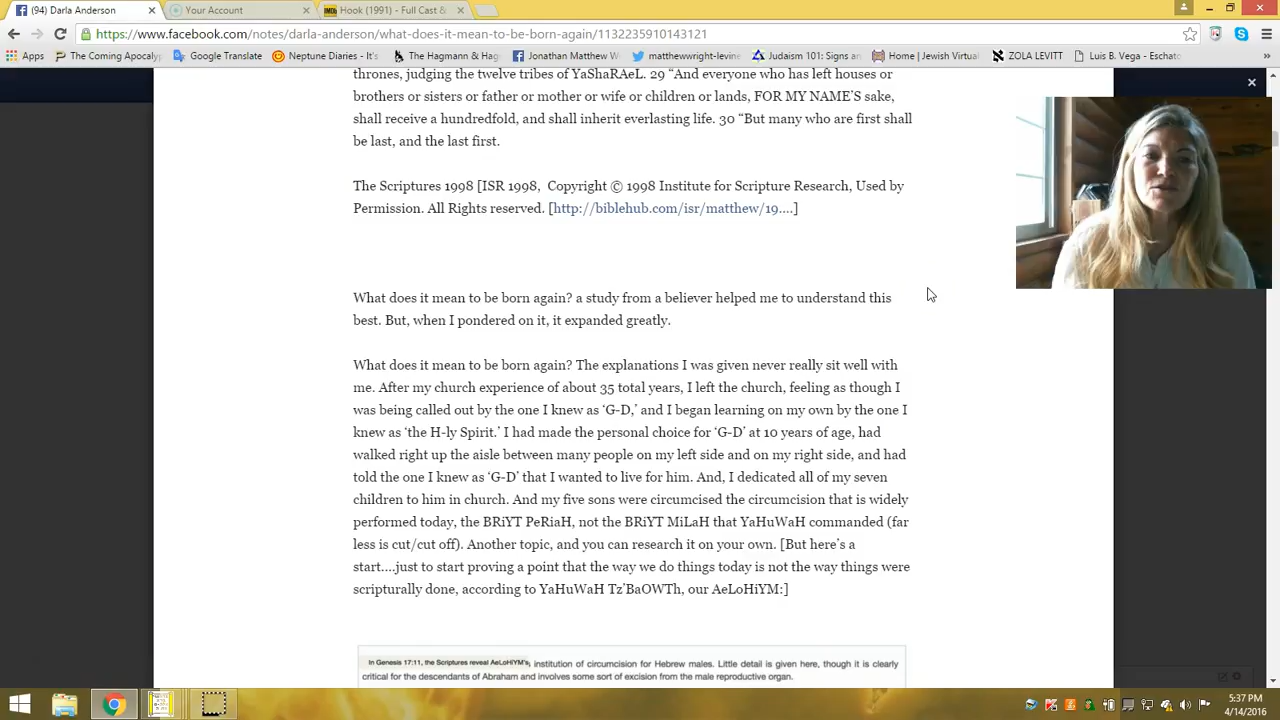 (94) Darla Anderson
Your Account
Hook (1991) - Full Cast &
https://www.facebook.com/notes/darla-anderson/what-does-it-mean-to-be-born-again/1132235910143121
Apps
The Coming Apocalyp
Google Translate
Neptune Diaries - It's
The Hagmann & Hagm
Jonathan Matthew Wr
matthewwright-levine
Judaism 101: Signs an
Home | Jewish Virtual
ZOLA LEVITT
Luis B. Vega - Eschato
thrones, judging the twelve tribes of YaShaRAeL. 29 “And everyone who has left houses or
brothers or sisters or father or mother or wife or children or lands, FOR MY NAME’S sake,
shall receive a hundredfold, and shall inherit everlasting life. 30 “But many who are first shall
be last, and the last first.
The Scriptures 1998 [ISR 1998, Copyright © 1998 Institute for Scripture Research, Used by
Permission. All Rights reserved. [http://biblehub.com/isr/matthew/19....]
What does it mean to be born again? a study from a believer helped me to understand this
best. But, when I pondered on it, it expanded greatly.
What does it mean to be born again? The explanations I was given never really sit well with
me. After my church experience of about 35 total years, I left the church, feeling as though I
was being called out by the one I knew as ‘G-D,’ and I began learning on my own by the one I
knew as ‘the H-ly Spirit.’ I had made the personal choice for ‘G-D’ at 10 years of age, had
walked right up the aisle between many people on my left side and on my right side, and had
told the one I knew as ‘G-D’ that I wanted to live for him. And, I dedicated all of my seven
children to him in church. And my five sons were circumcised the circumcision that is widely
performed today, the BRiYT PeRiaH, not the BRiYT MiLaH that YaHuWaH commanded (far
less is cut/cut off). Another topic, and you can research it on your own. [But here’s a
start....just to start proving a point that the way we do things today is not the way things were
scripturally done, according to YaHuWaH Tz’BaOWTh, our AeLoHiYM:]
In Genesis 17:11, the Scriptures reveal AeLoHiYM's institution of circumcision for Hebrew males. Little detail is given here, though it is clearly
critical for the descendants of Abraham and involves some sort of excision from the male reproductive organ.
5:37 PM
4/14/2016